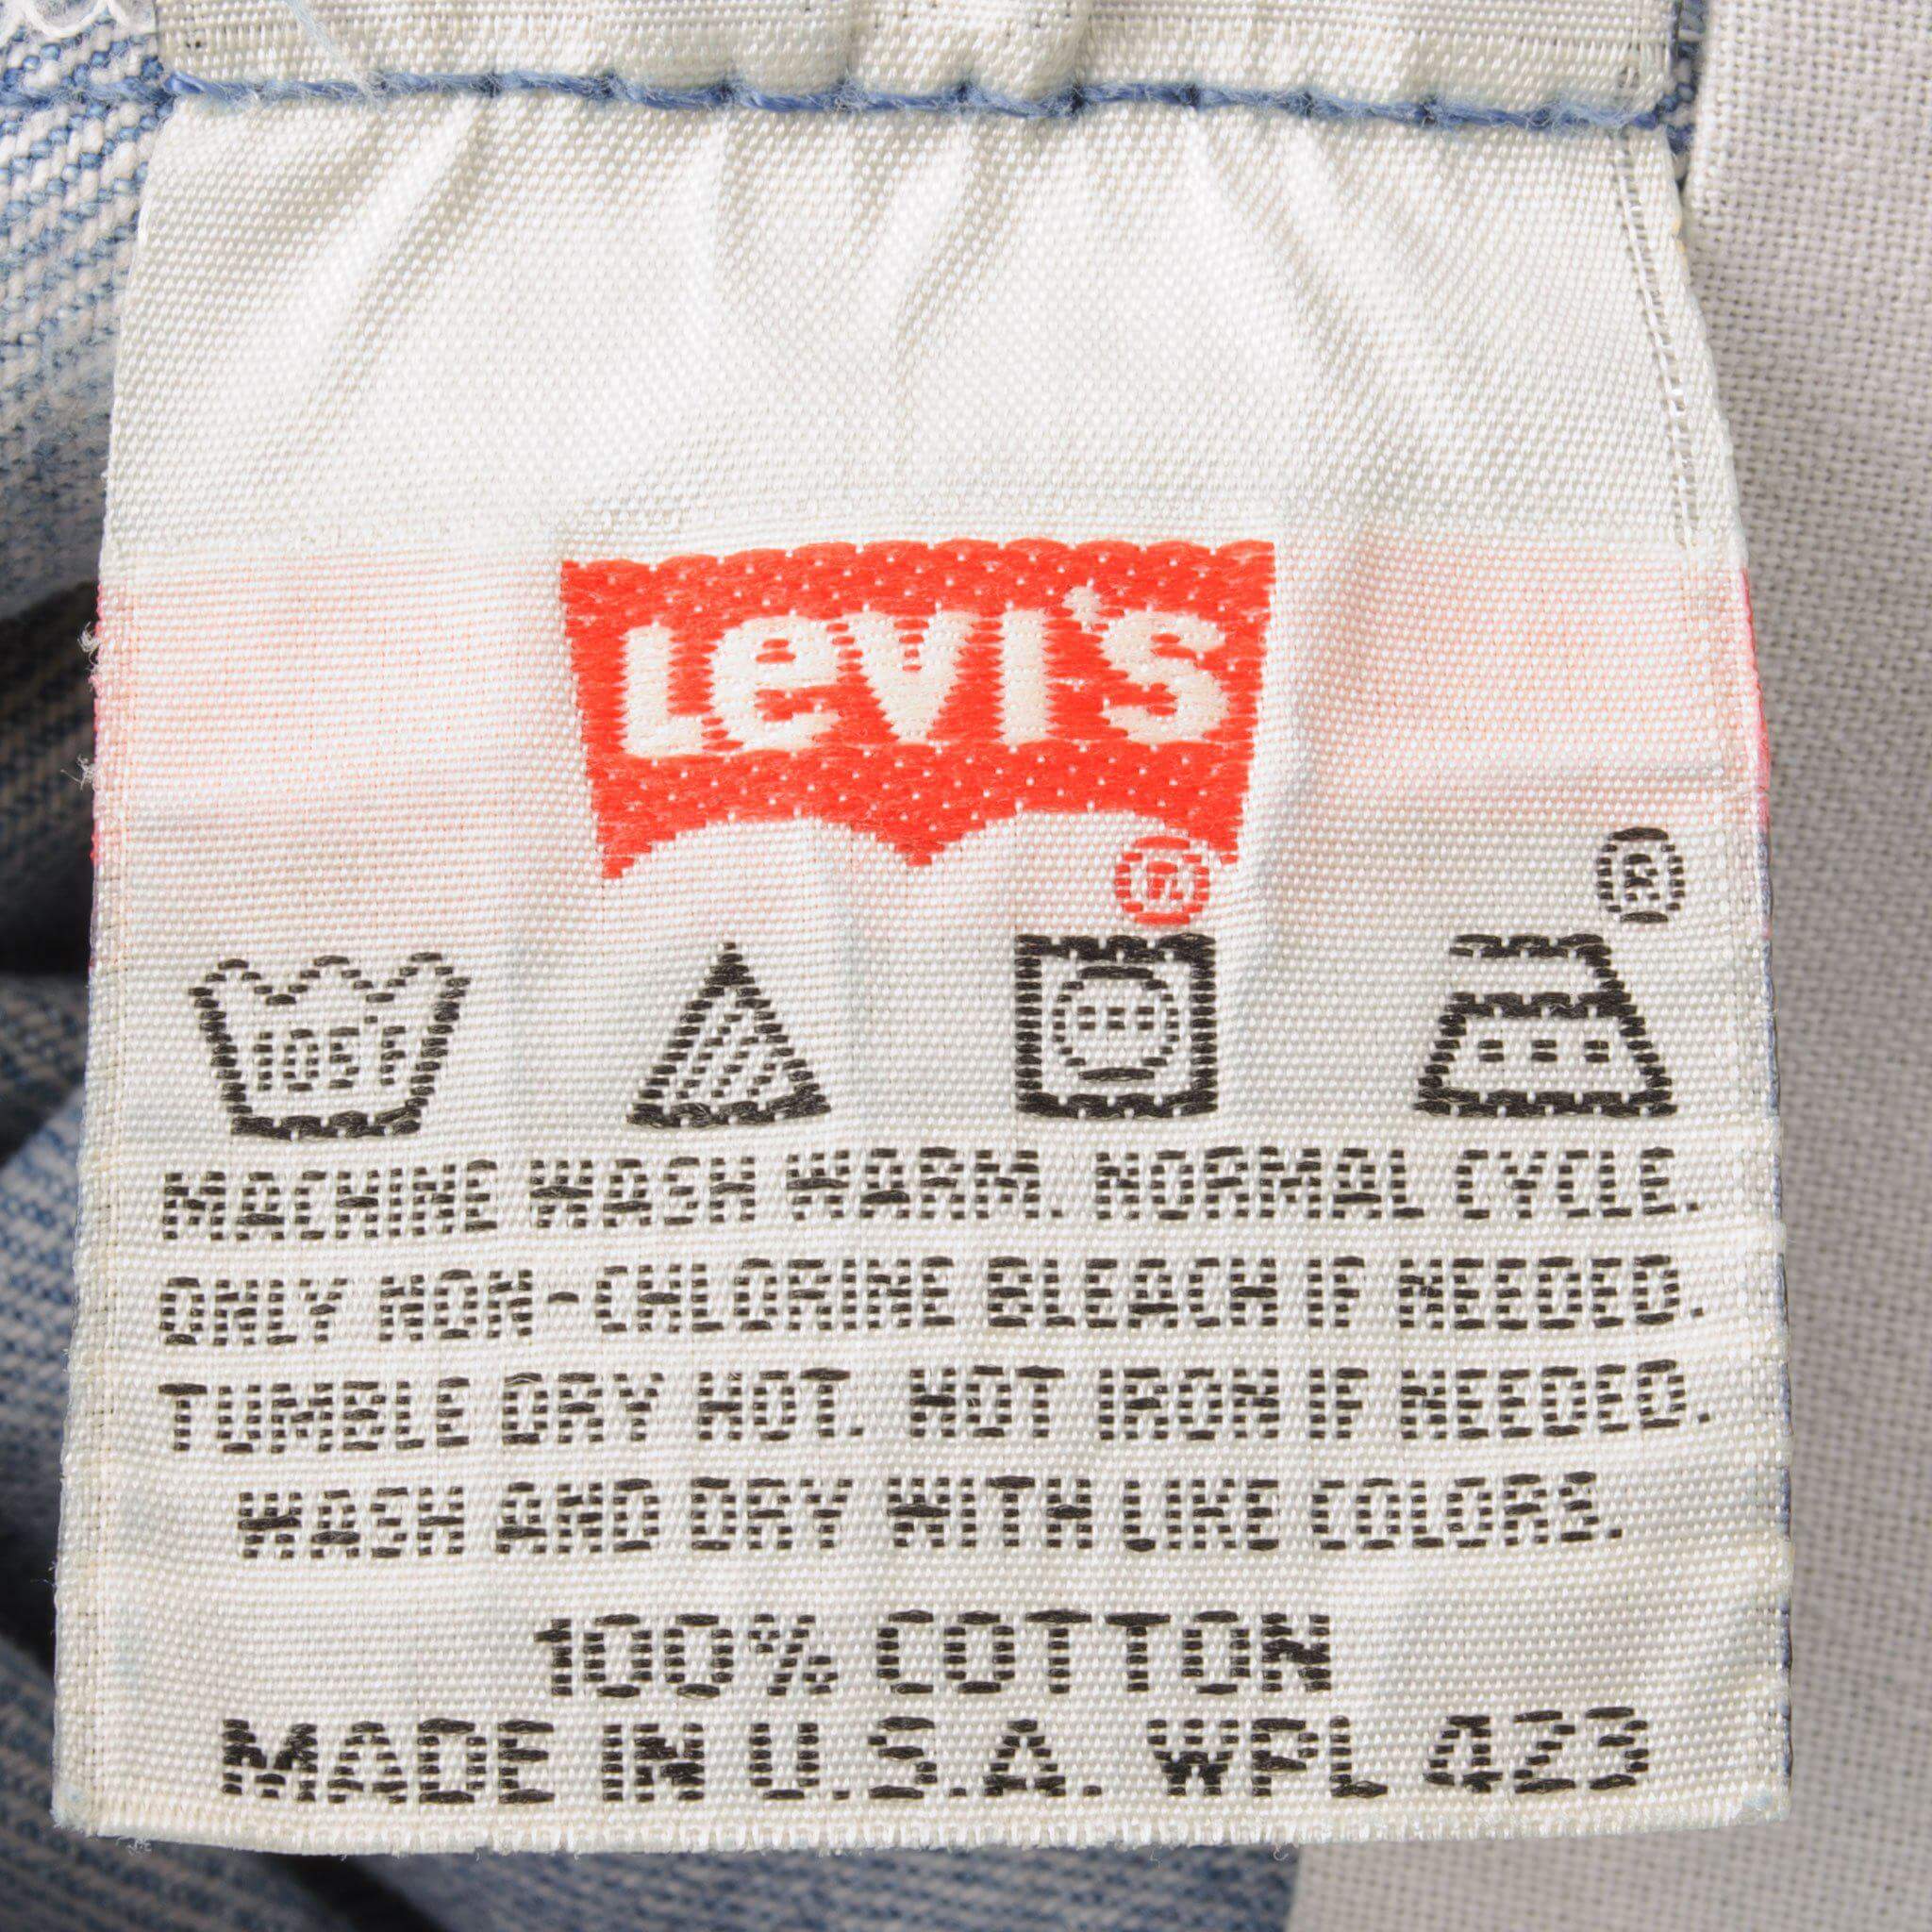 Levi's
®
®
105°F
MACHINE WASH WARM. NORMAL CYCLE.
ONLY NON-CHLORINE BLEACH IF NEEDED.
TUMBLE DRY HOT. HOT IRON IF NEEDED.
WASH AND DRY WITH LIKE COLORS.
100% COTTON
MADE IN U.S.A. WPL 423